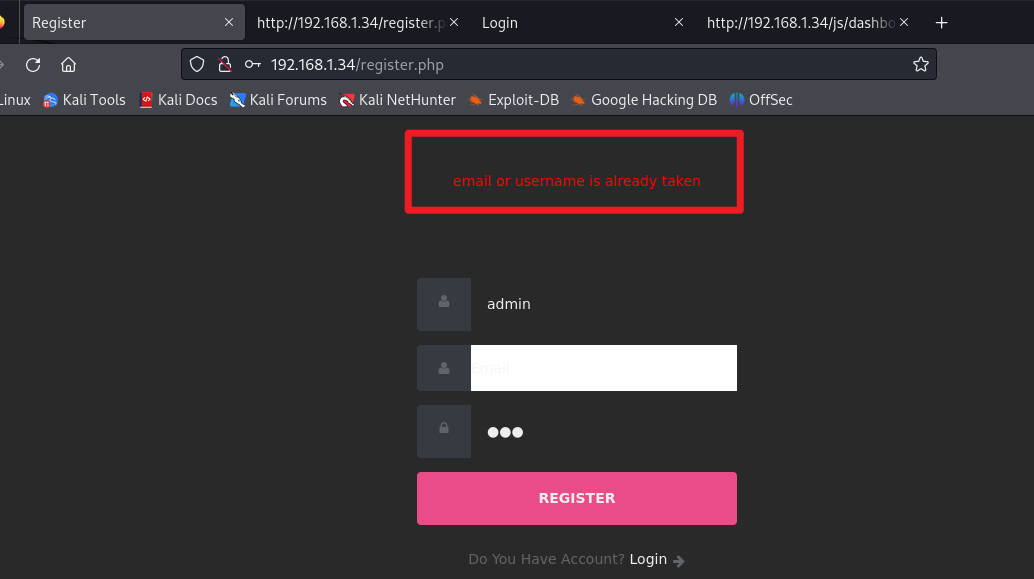 Register
http://192.168.1.34/register.p
Login
http://192.168.1.34/js/dashbo
192.168.1.34/register.php
Linux Kali Tools Kali Docs Kali Forums Kali NetHunter Exploit-DB Google Hacking DB OffSec
email or username is already taken
admin
Email
REGISTER
Do You Have Account? Login